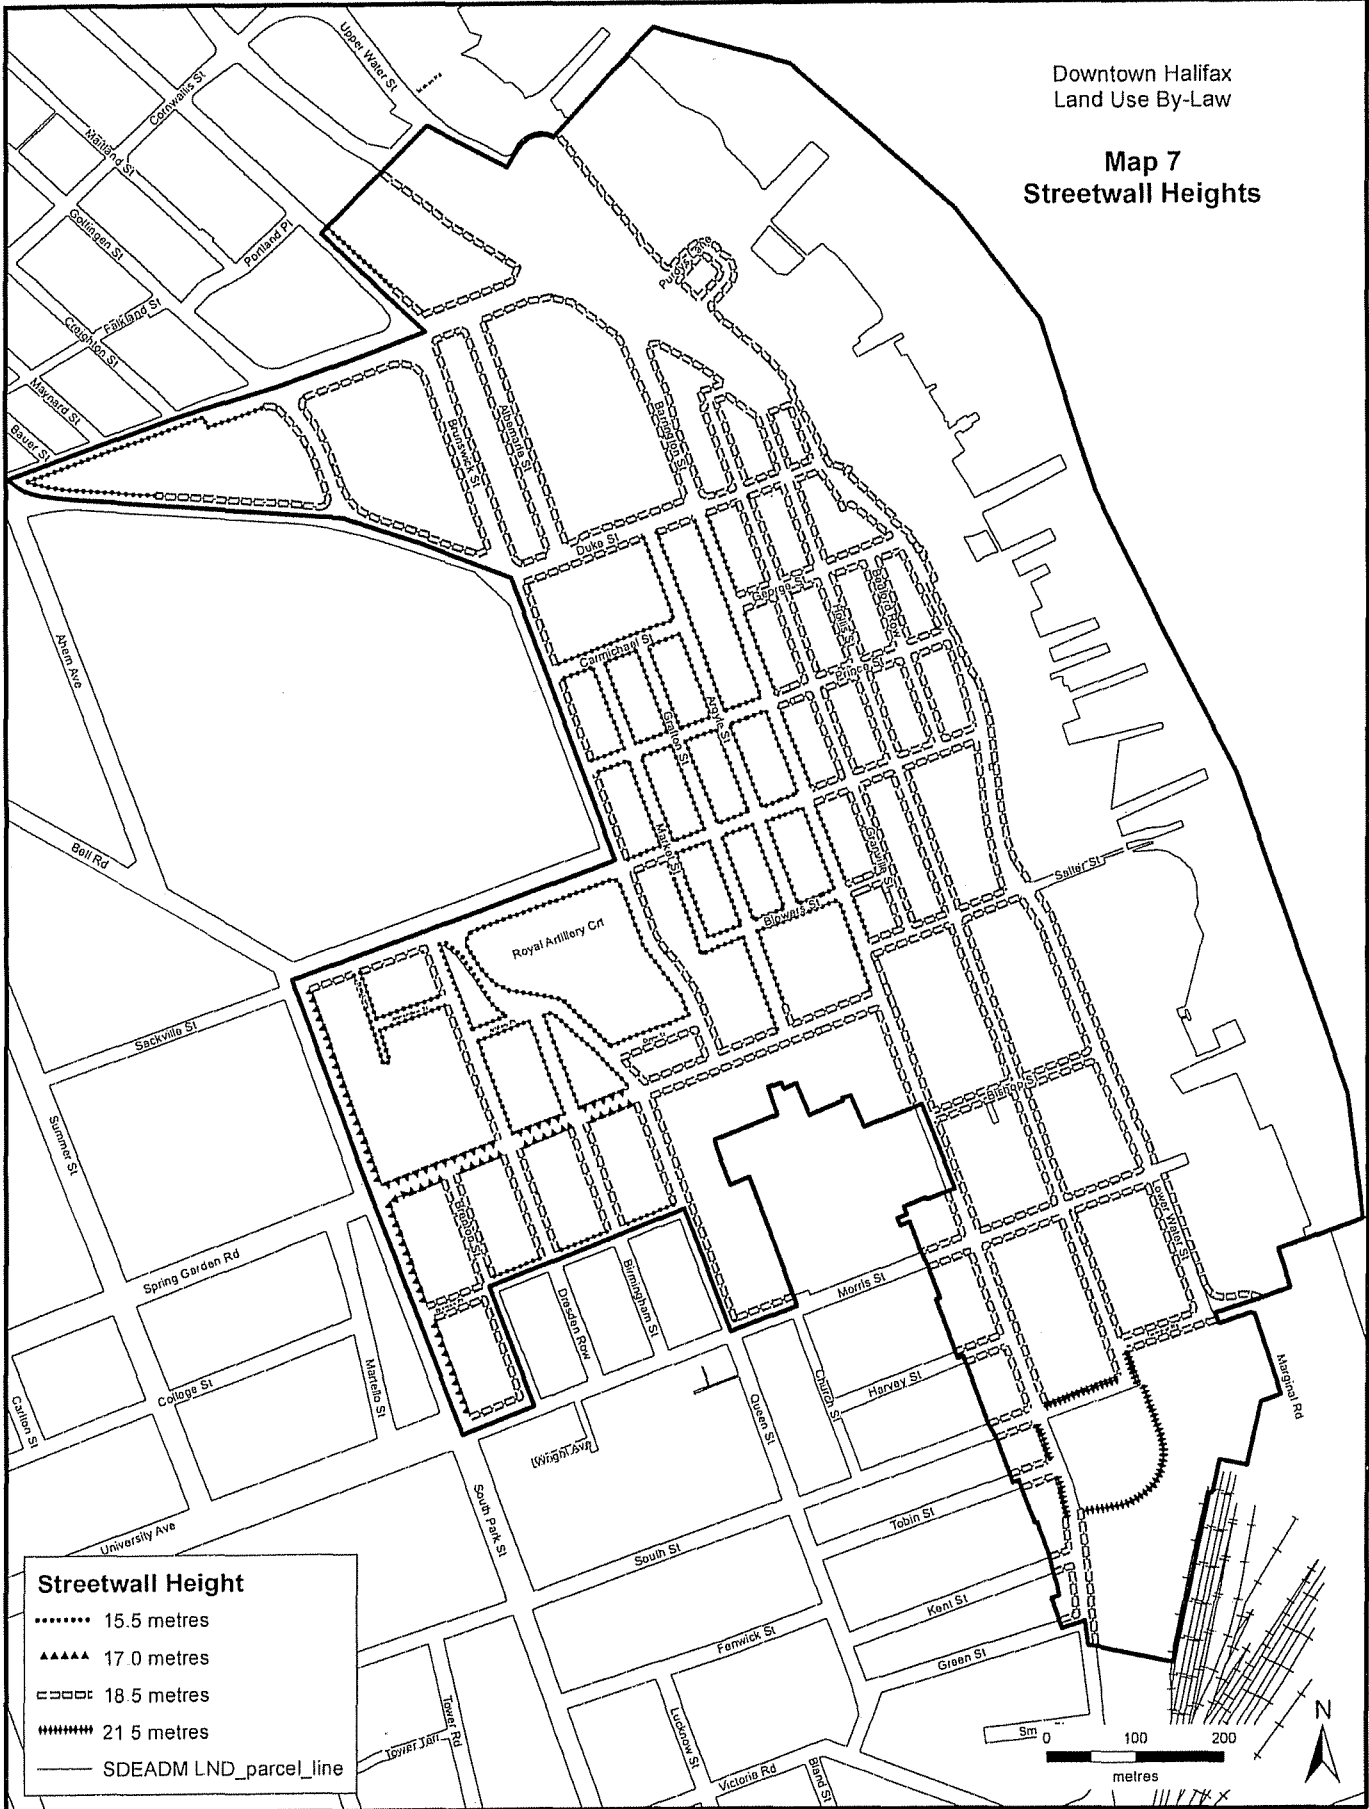 Downtown Halifax
Land Use By-Law
Map 7
Streetwall Heights
Upper Water St
Cornwallis St
Maitland St
Gottingen St
Portland Pl
Falkland St
Creighton St
Maynard St
Bauer St
Purdy's Lane
Barrington St
Albemarle St
Brunswick St
Duke St
George St
Hollis St
Bedford Row
Carmichael St
Prince St
Grafton St
Argyle St
Ahern Ave
Bell Rd
Market St
Granville St
Salter St
Blowers St
Royal Artillery Crt
Sackville St
Summer St
Bishop St
Brenton St
Lower Water St
Spring Garden Rd
Birmingham St
Dresden Row
Morris St
Martello St
College St
Carlton St
Church St
Harvey St
Queen St
Marginal Rd
Wright Ave
South Park St
University Ave
Tobin St
South St
Kent St
Fenwick St
Green St
Tower Rd
Tower Terr
Lucknow St
Victoria Rd
Bland St
Sm
Streetwall Height
15.5 metres
17 0 metres
18 5 metres
21 5 metres
SDEADM LND_parcel_line
0 100 200
metres
N